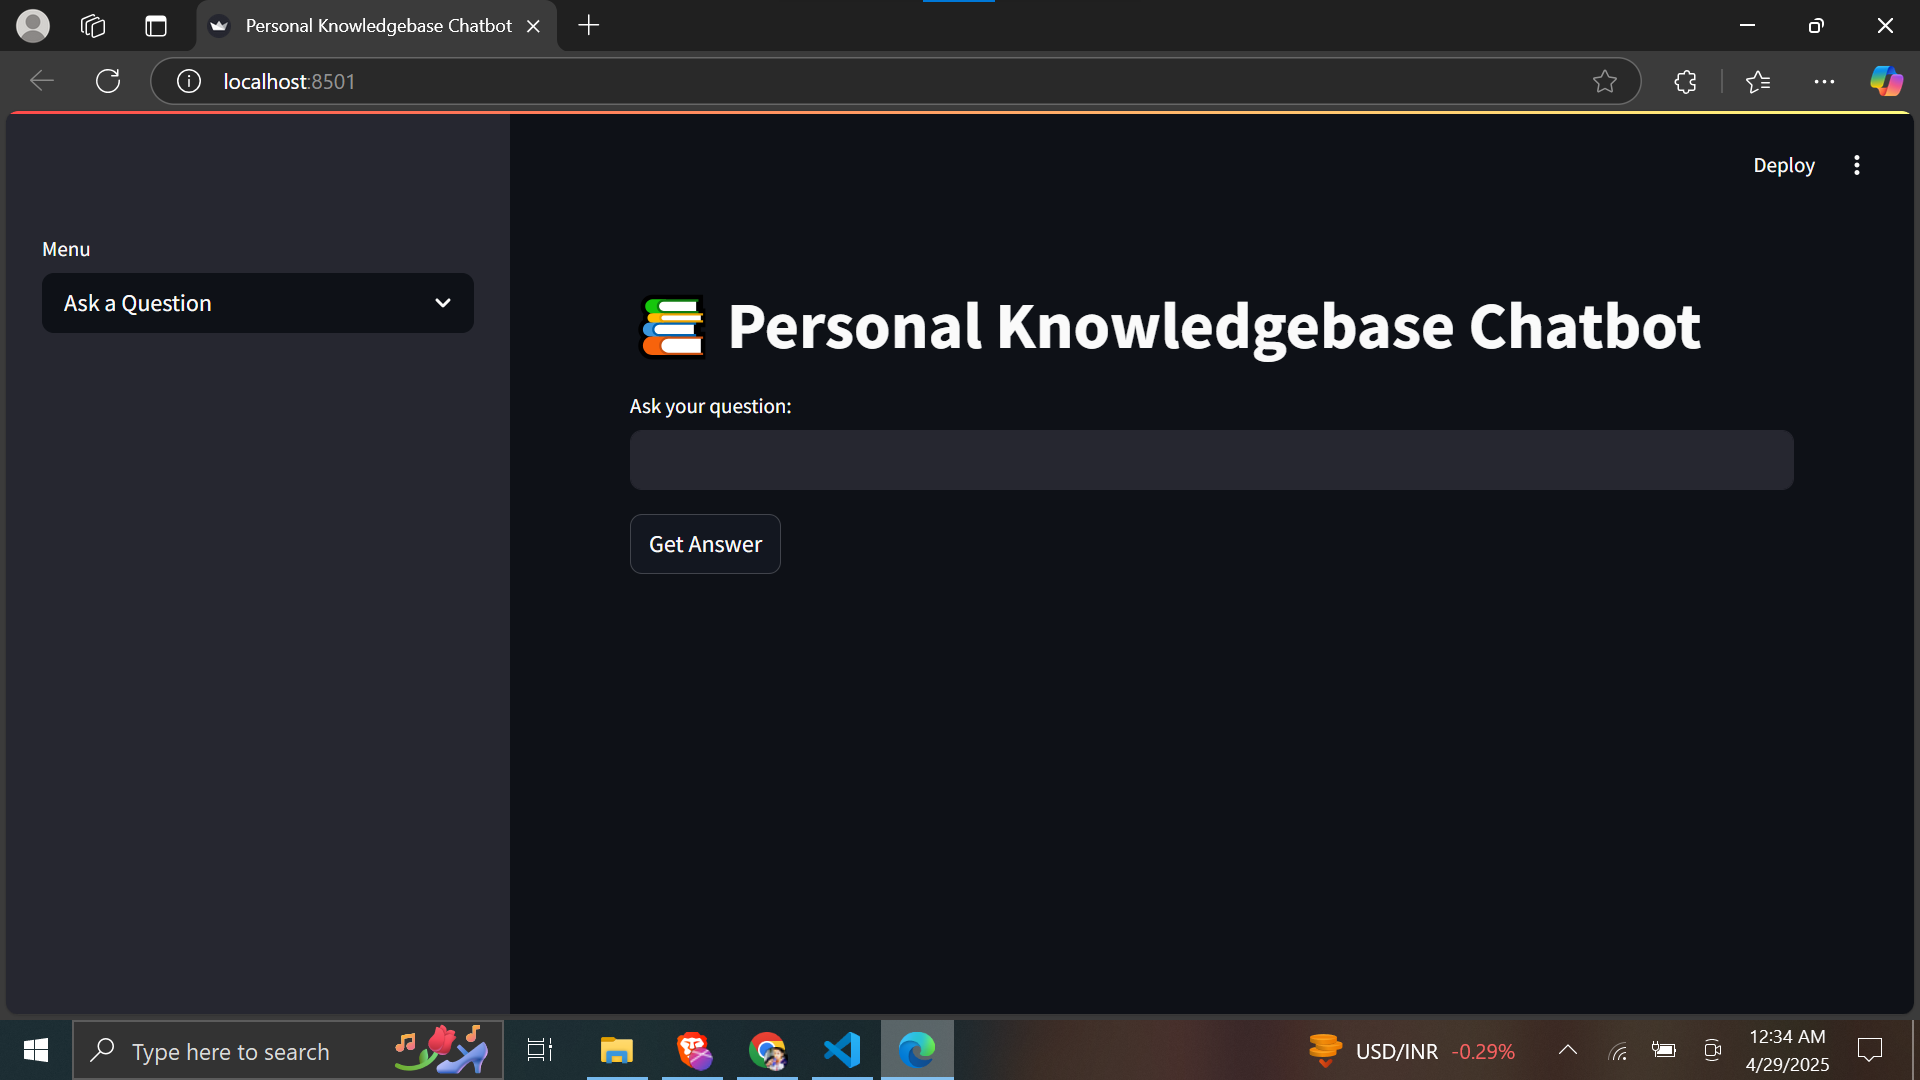 Personal Knowledgebase Chatbot
localhost:8501
Deploy
Menu
Ask a Question
Personal Knowledgebase Chatbot
Ask your question:
Get Answer
Type here to search
USD/INR -0.29%
12:34 AM
4/29/2025